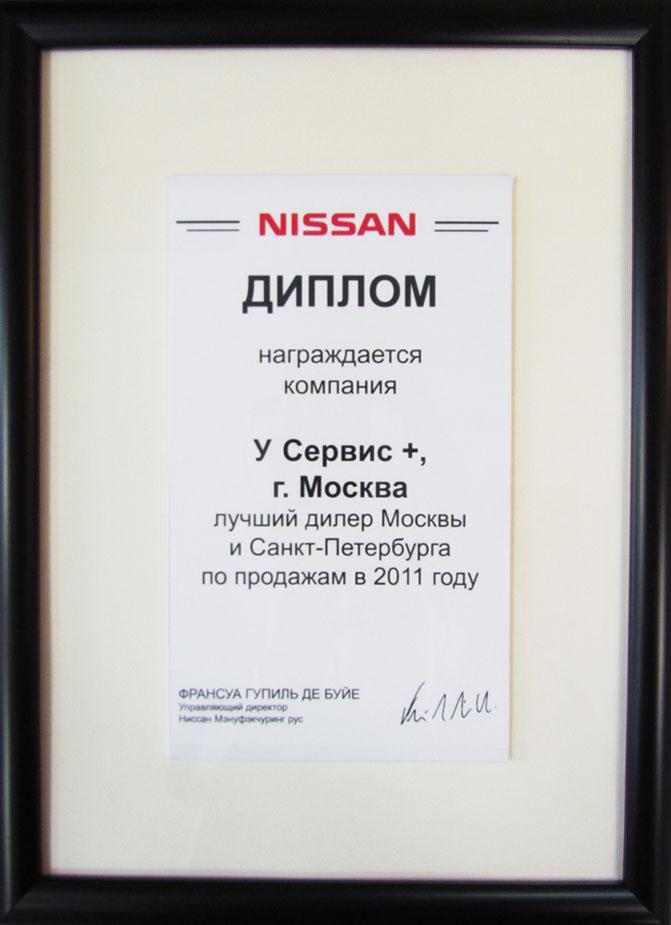 NISSAN
ДИПЛОМ
награждается
компания
У Сервис +,
г. Москва
лучший дилер Москвы
и Санкт-Петербурга
по продажам в 2011 году
ФРАНСУА ГУПИЛЬ ДЕ БУЙЕ
Управляющий директор
Ниссан Мэнуфэкчуринг рус